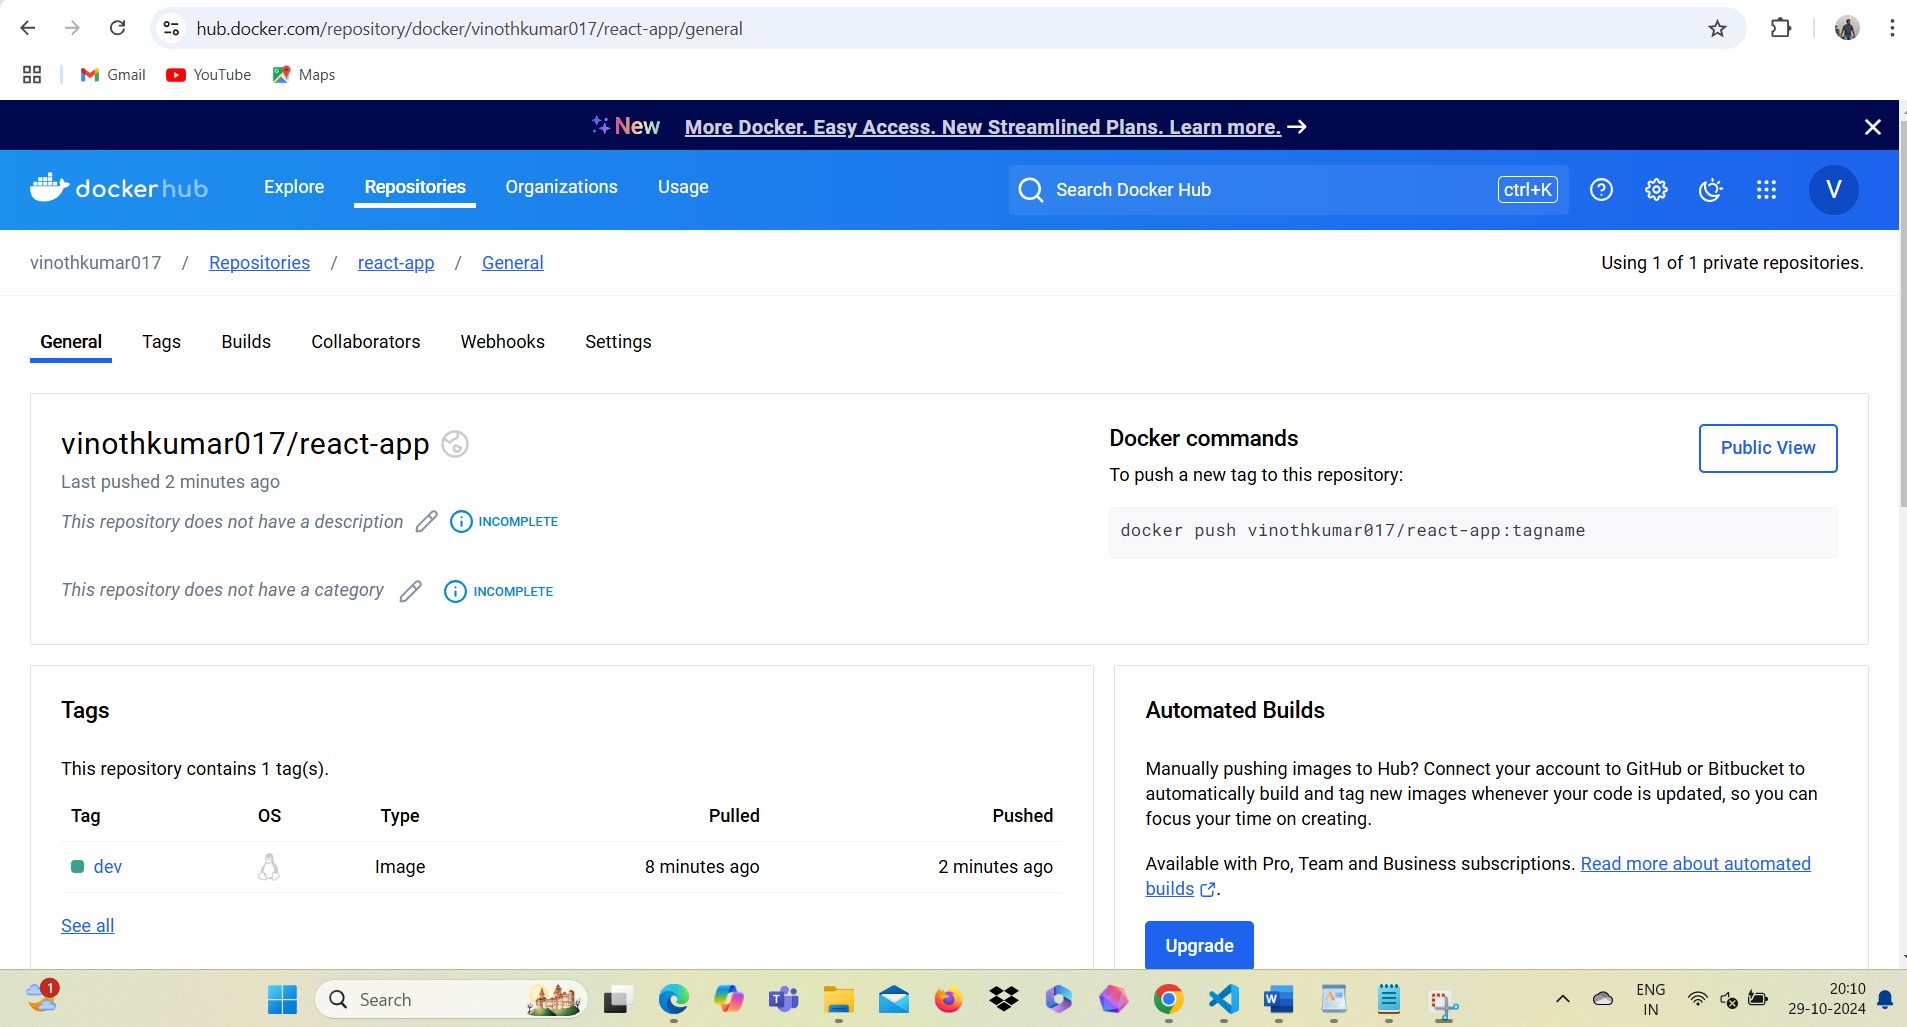 hub.docker.com/repository/docker/vinothkumar017/react-app/general
Gmail YouTube Maps
New More Docker. Easy Access. New Streamlined Plans. Learn more. →
docker hub Explore Repositories Organizations Usage Search Docker Hub ctrl+K V
vinothkumar017 / Repositories / react-app / General Using 1 of 1 private repositories.
General Tags Builds Collaborators Webhooks Settings
vinothkumar017/react-app
Last pushed 2 minutes ago
This repository does not have a description INCOMPLETE
This repository does not have a category INCOMPLETE
Docker commands
Public View
To push a new tag to this repository:
docker push vinothkumar017/react-app:tagname
Tags
This repository contains 1 tag(s).
Tag OS Type Pulled Pushed
dev Image 8 minutes ago 2 minutes ago
See all
Automated Builds
Manually pushing images to Hub? Connect your account to GitHub or Bitbucket to
automatically build and tag new images whenever your code is updated, so you can
focus your time on creating.
Available with Pro, Team and Business subscriptions. Read more about automated
builds.
Upgrade
1
Search
ENG
IN
20:10
29-10-2024